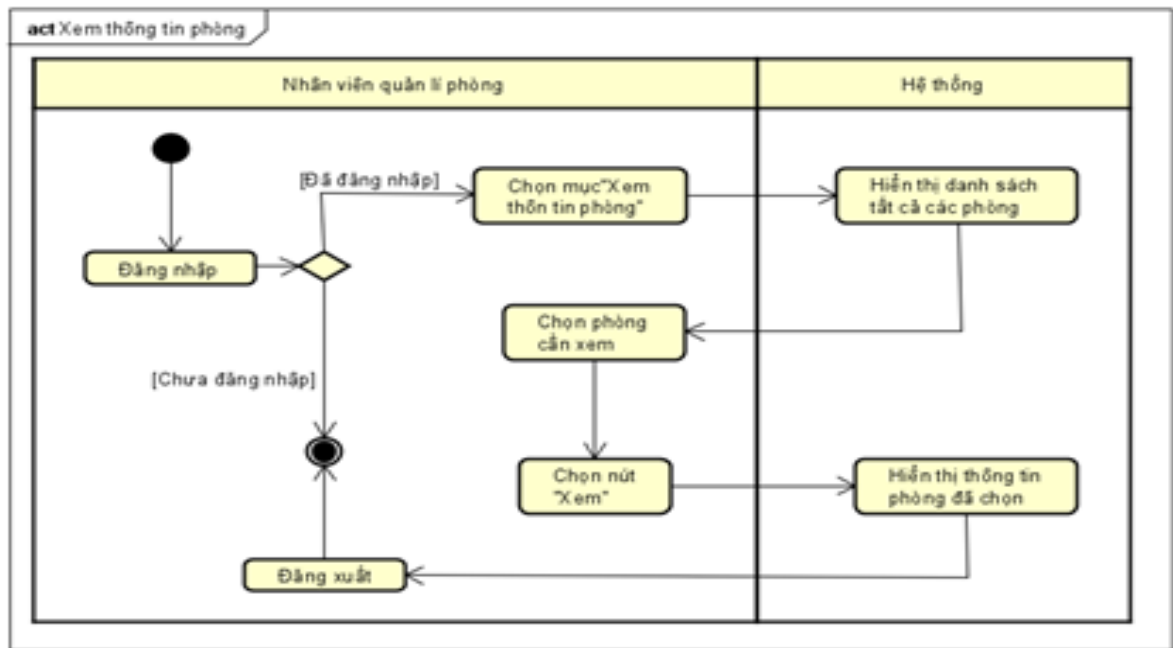 act Xem thông tin phòng
Nhân viên quản lí phòng
Hệ thống
[Đã đăng nhập]
Chọn mục"Xem
thôn tin phòng"
Hiển thị danh sách
tất cả các phòng
Đăng nhập
Chọn phòng
cần xem
[Chưa đăng nhập]
Chọn nút
"Xem"
Hiển thị thông tin
phòng đã chọn
Đăng xuất